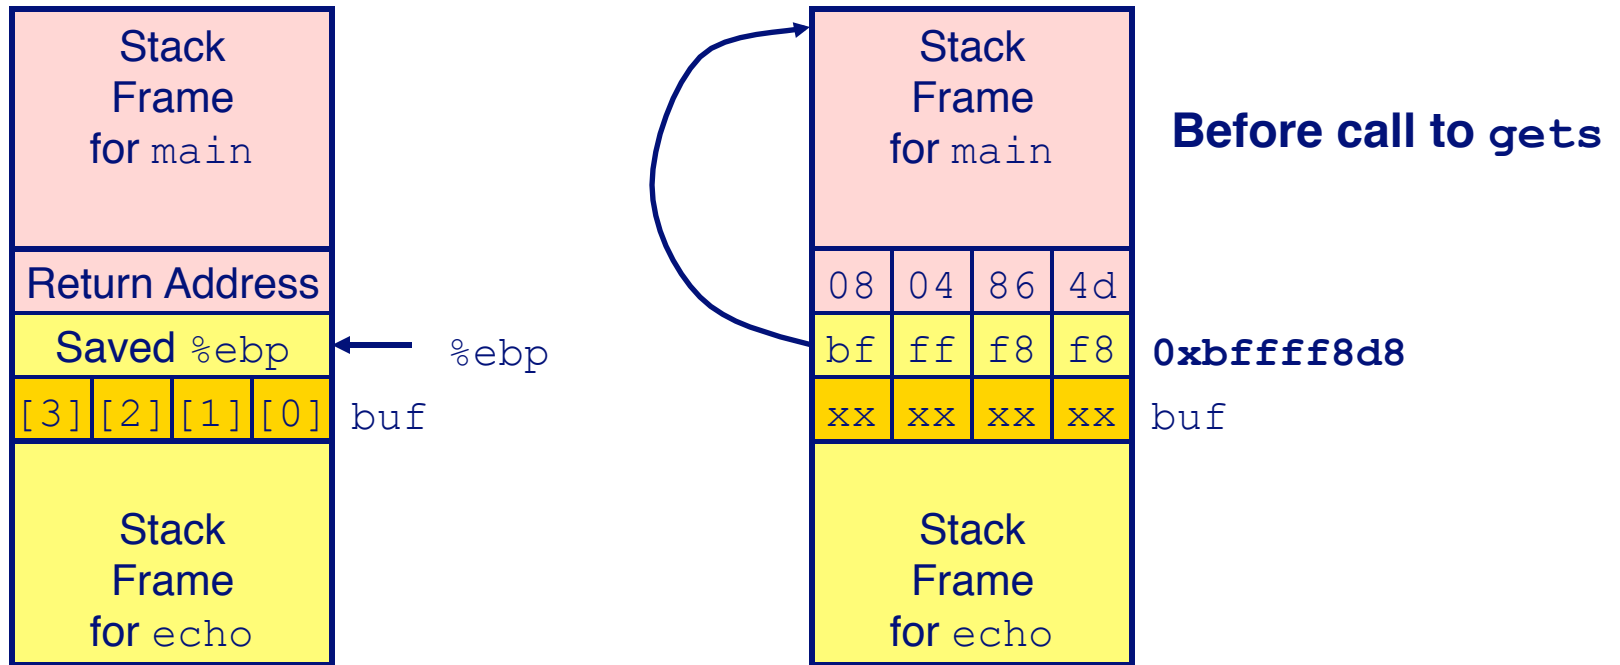 Stack
Frame
for main
Return Address
Saved %ebp
%ebp
[3] [2] [1] [0]
buf
Stack
Frame
for echo
Stack
Frame
for main
Before call to gets
08 04 86 4d
bf ff f8 f8
0xbffff8d8
xx xx xx xx
buf
Stack
Frame
for echo